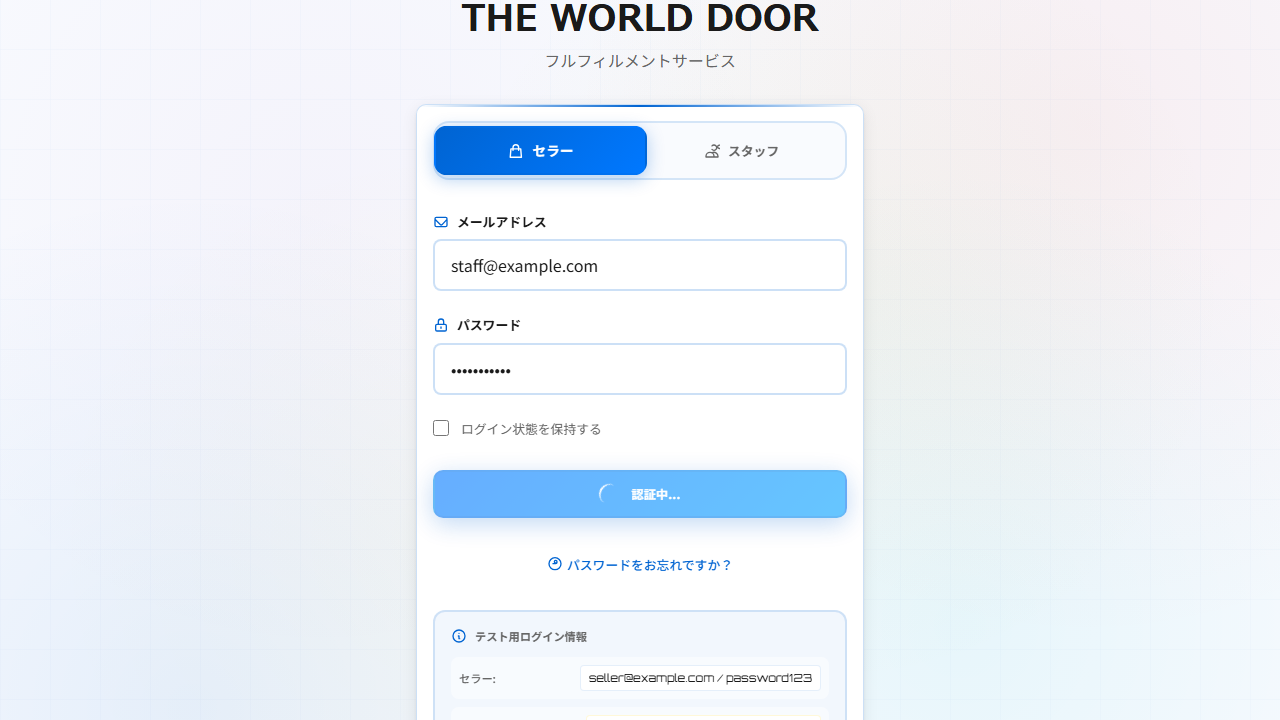 THE WORLD DOOR
フルフィルメントサービス
セラー
スタッフ
メールアドレス
staff@example.com
パスワード
•••••••••••
ログイン状態を保持する
認証中...
パスワードをお忘れですか？
テスト用ログイン情報
セラー:
seller@example.com / password123